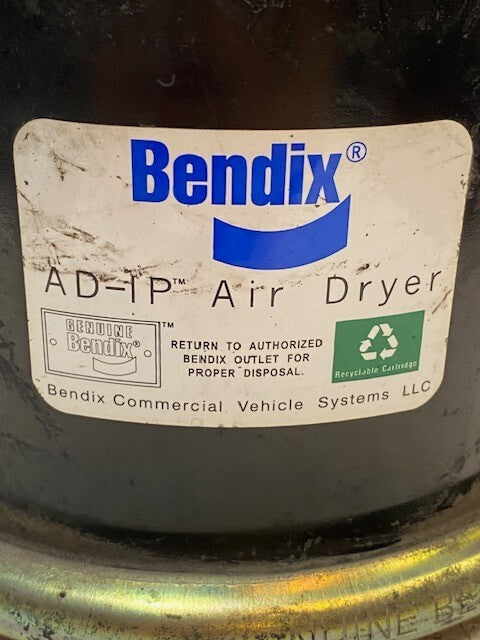 Bendix®
AD-IP™ Air Dryer
GENUINE
Bendix®
™
RETURN TO AUTHORIZED
BENDIX OUTLET FOR
PROPER DISPOSAL.
Recyclable Cartridge
Bendix Commercial Vehicle Systems LLC